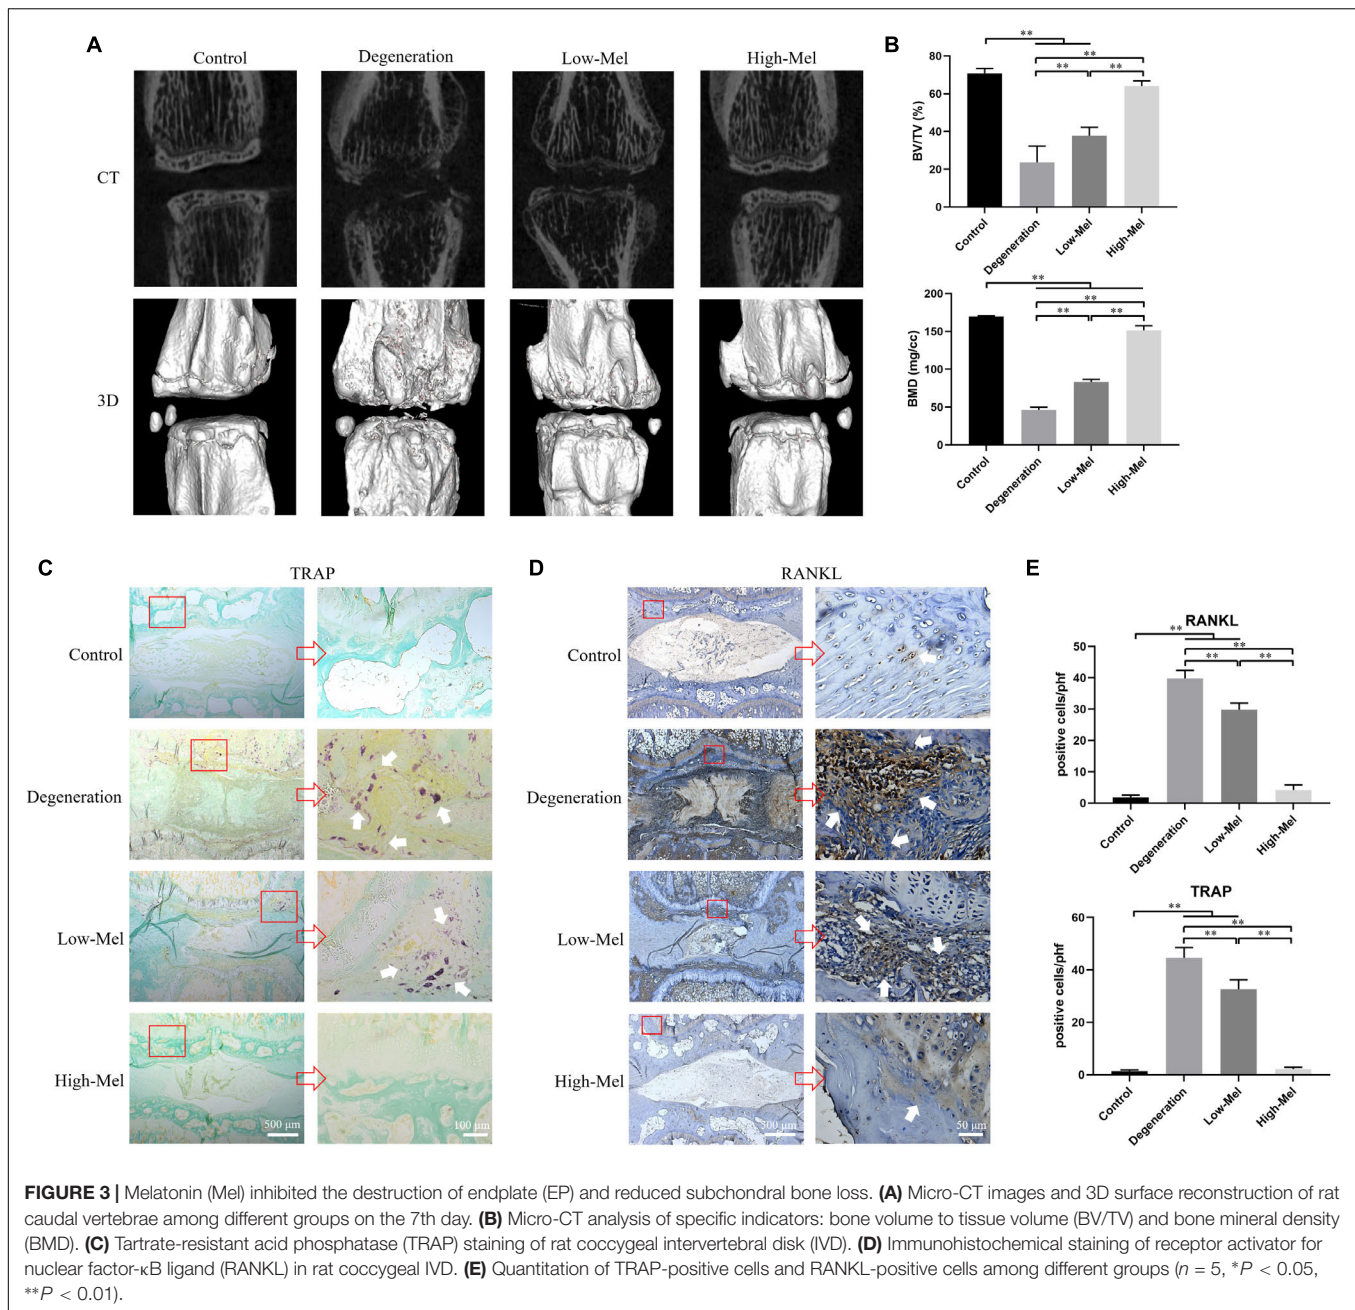 A
Control
Degeneration
Low-Mel
High-Mel
CT
3D
B
**
**
**
**
BV/TV (%)
80
60
40
20
0
Control
Degeneration
Low-Mel
High-Mel
**
**
**
**
BMD (mg/cc)
200
150
100
50
0
Control
Degeneration
Low-Mel
High-Mel
C
TRAP
Control
Degeneration
Low-Mel
High-Mel
500 μm
100 μm
D
RANKL
Control
Degeneration
Low-Mel
High-Mel
500 μm
50 μm
E
RANKL
**
**
**
**
positive cells/phf
50
40
30
20
10
0
Control
Degeneration
Low-Mel
High-Mel
TRAP
**
**
**
**
positive cells/phf
60
40
20
0
Control
Degeneration
Low-Mel
High-Mel
FIGURE 3 | Melatonin (Mel) inhibited the destruction of endplate (EP) and reduced subchondral bone loss. (A) Micro-CT images and 3D surface reconstruction of rat
caudal vertebrae among different groups on the 7th day. (B) Micro-CT analysis of specific indicators: bone volume to tissue volume (BV/TV) and bone mineral density
(BMD). (C) Tartrate-resistant acid phosphatase (TRAP) staining of rat coccygeal intervertebral disk (IVD). (D) Immunohistochemical staining of receptor activator for
nuclear factor-κB ligand (RANKL) in rat coccygeal IVD. (E) Quantitation of TRAP-positive cells and RANKL-positive cells among different groups (n = 5, *P < 0.05,
**P < 0.01).